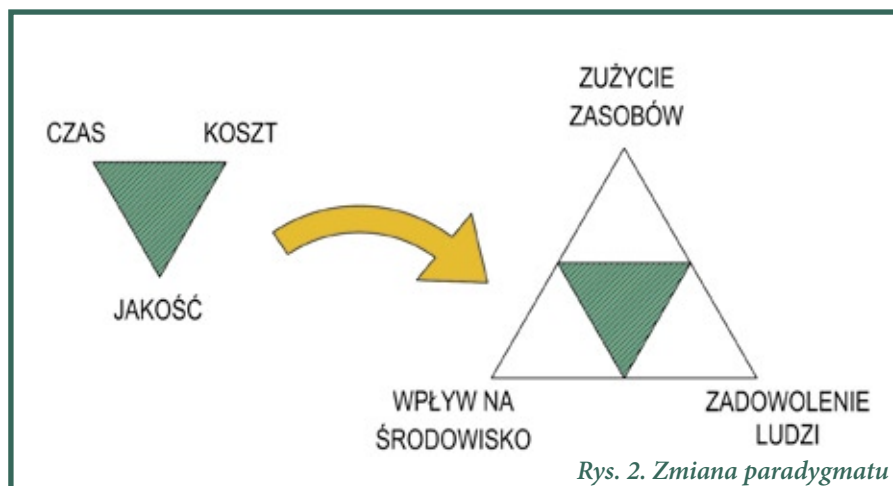 CZAS
KOSZT
JAKOŚĆ
ZUŻYCIE
ZASOBÓW
WPŁYW NA
ŚRODOWISKO
ZADOWOLENIE
LUDZI
Rys. 2. Zmiana paradygmatu